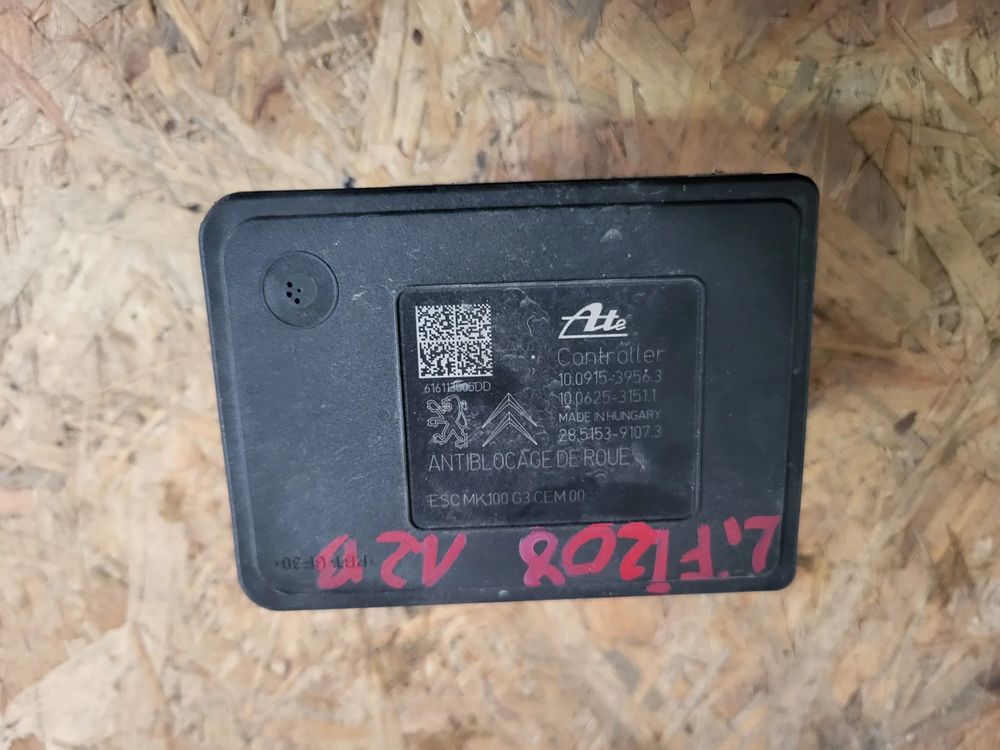 Ate
Controller
616113005DD
10.0915-3956.3
10.0625-3151.1
MADE IN HUNGARY
28.5153-9107.3
ANTIBLOCAGE DE ROUE
ESC MK100 G3 CEM 00
208